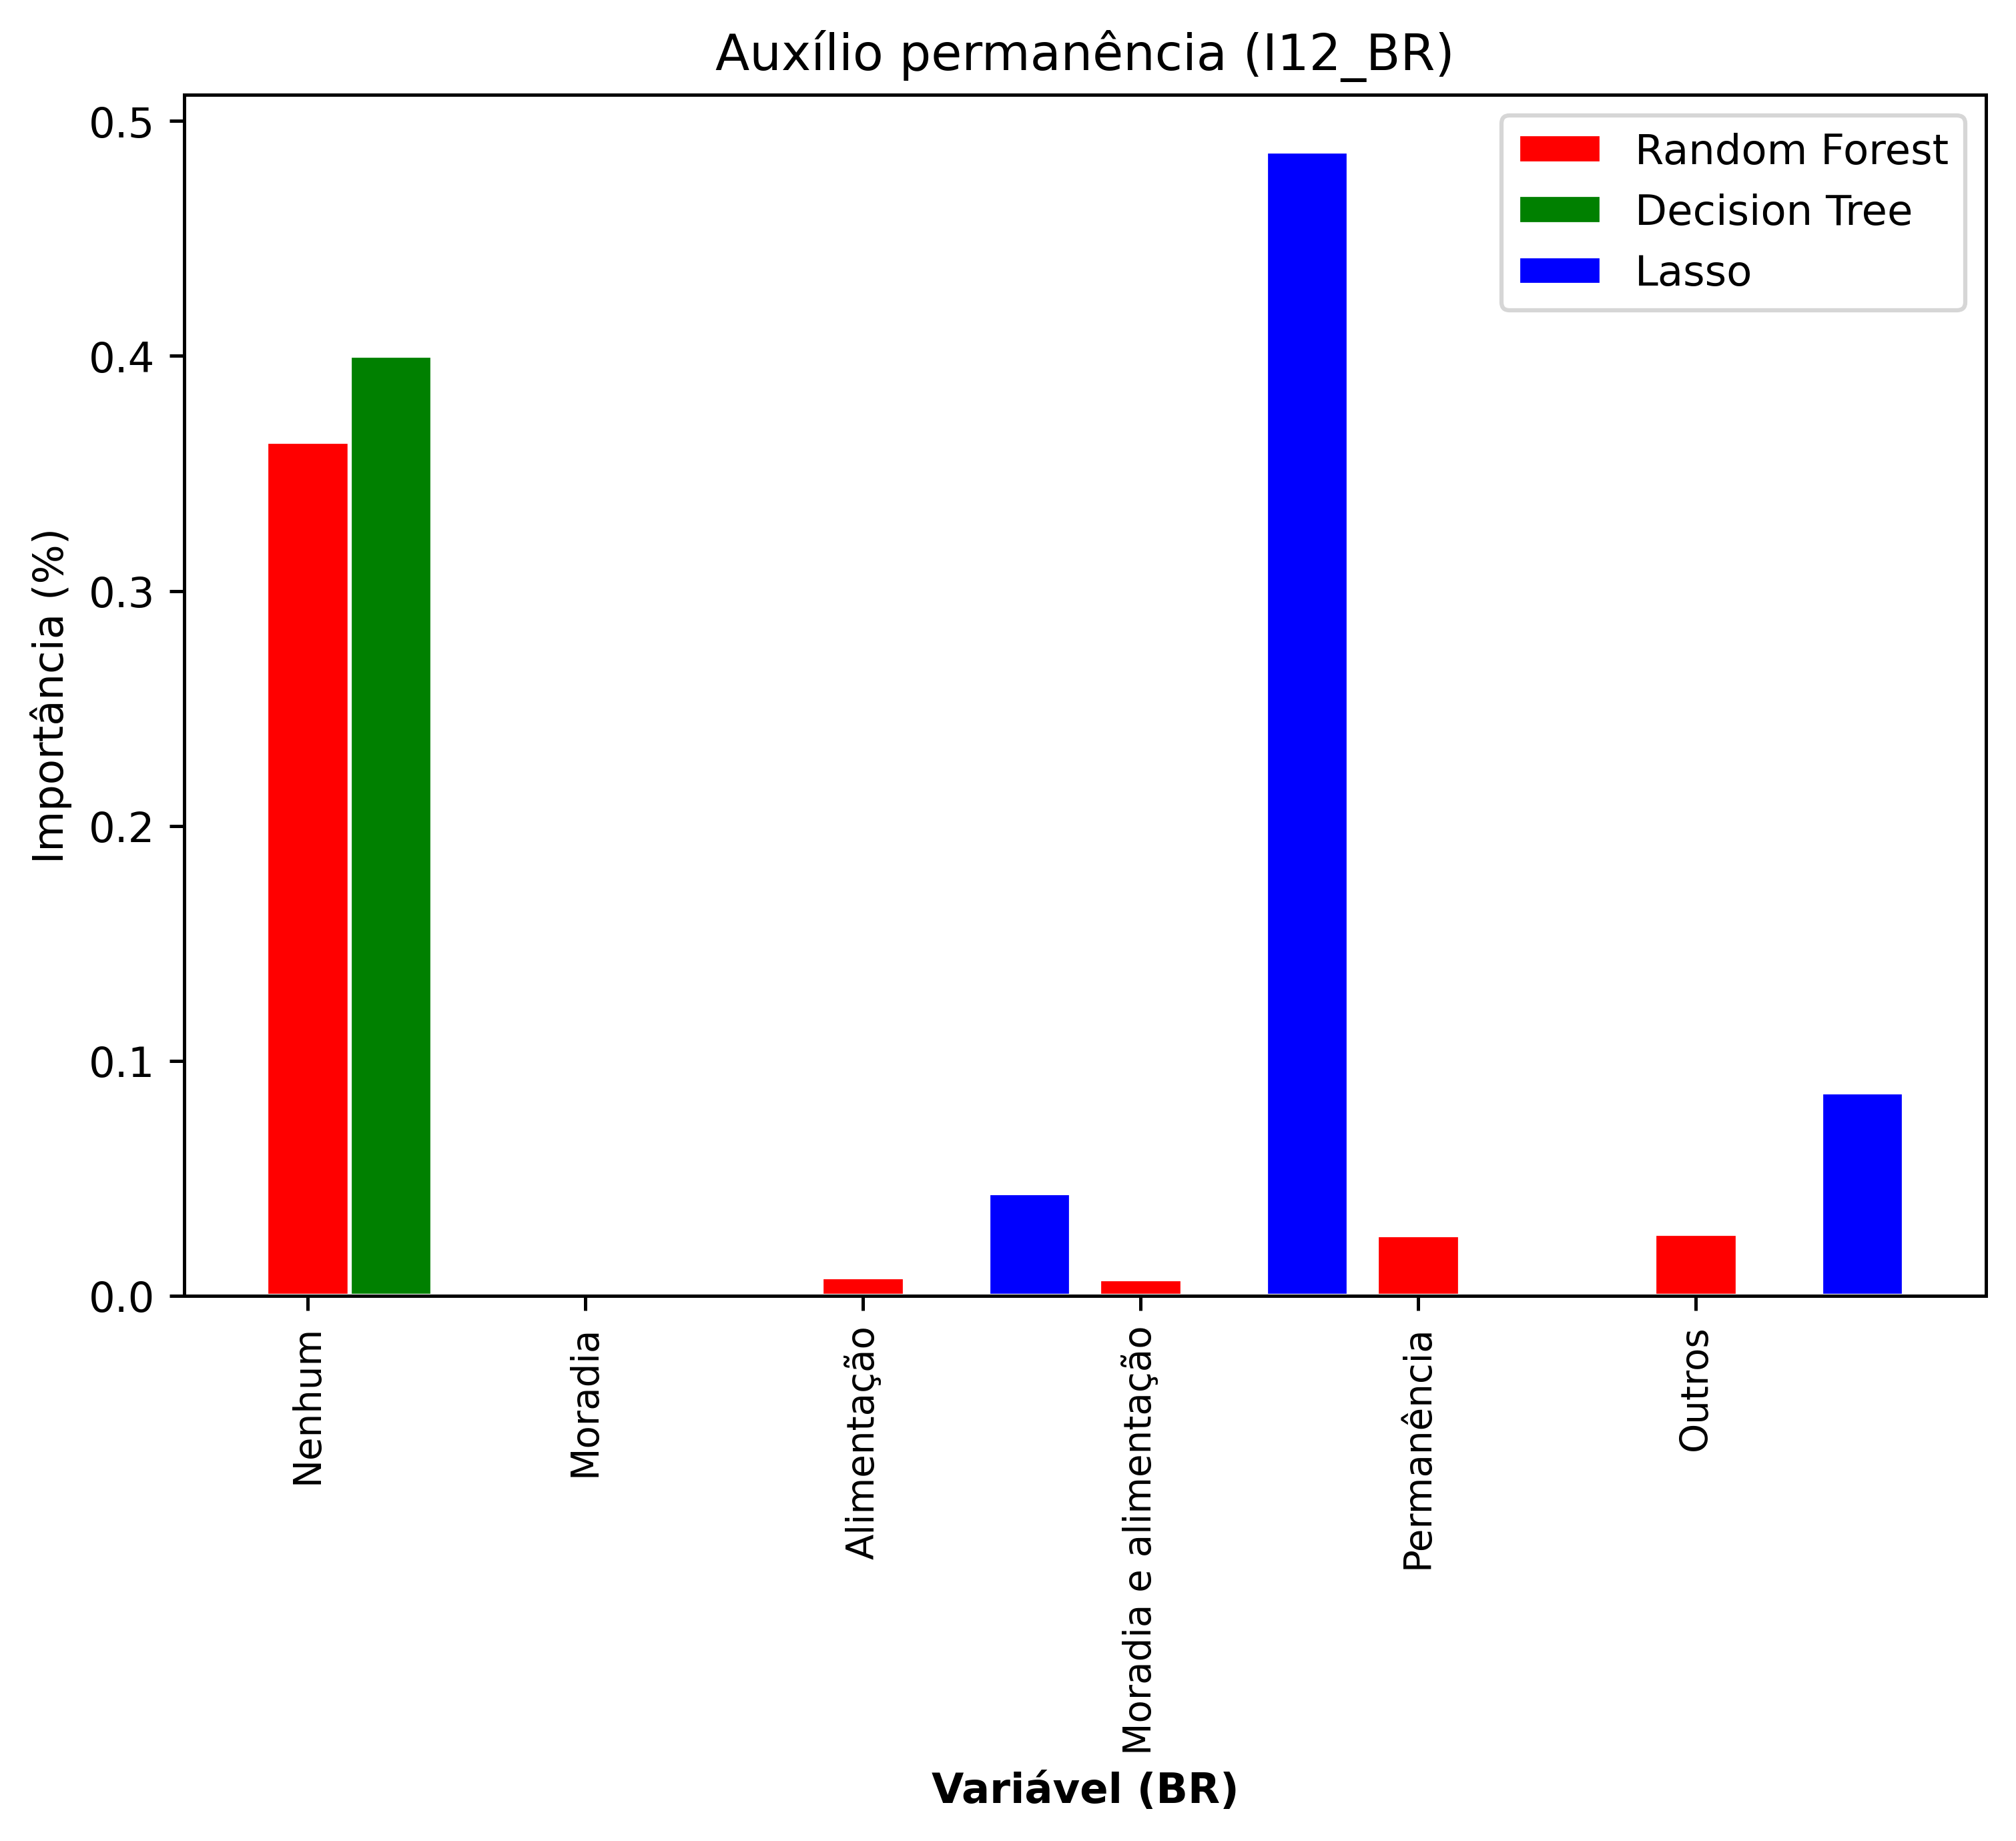 Auxílio permanência (I12_BR)
Random Forest
Decision Tree
Lasso
Importância (%)
0.5
0.4
0.3
0.2
0.1
0.0
Nenhum
Moradia
Alimentação
Moradia e alimentação
Permanência
Outros
Variável (BR)